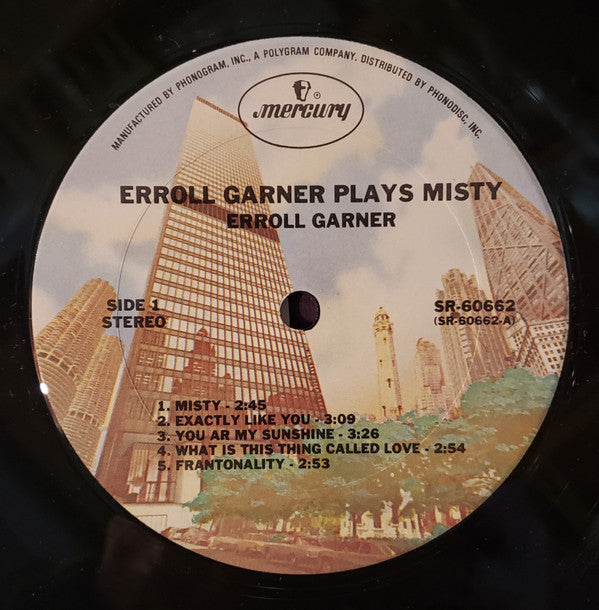 MANUFACTURED BY PHONOGRAM, INC., A POLYGRAM COMPANY. DISTRIBUTED BY PHONODISC, INC.
®
mercury
ERROLL GARNER PLAYS MISTY
ERROLL GARNER
SIDE 1
STEREO
SR-60662
(SR-60662-A)
1. MISTY - 2:45
2. EXACTLY LIKE YOU - 3:09
3. YOU AR MY SUNSHINE - 3:26
4. WHAT IS THIS THING CALLED LOVE - 2:54
5. FRANTONALITY - 2:53